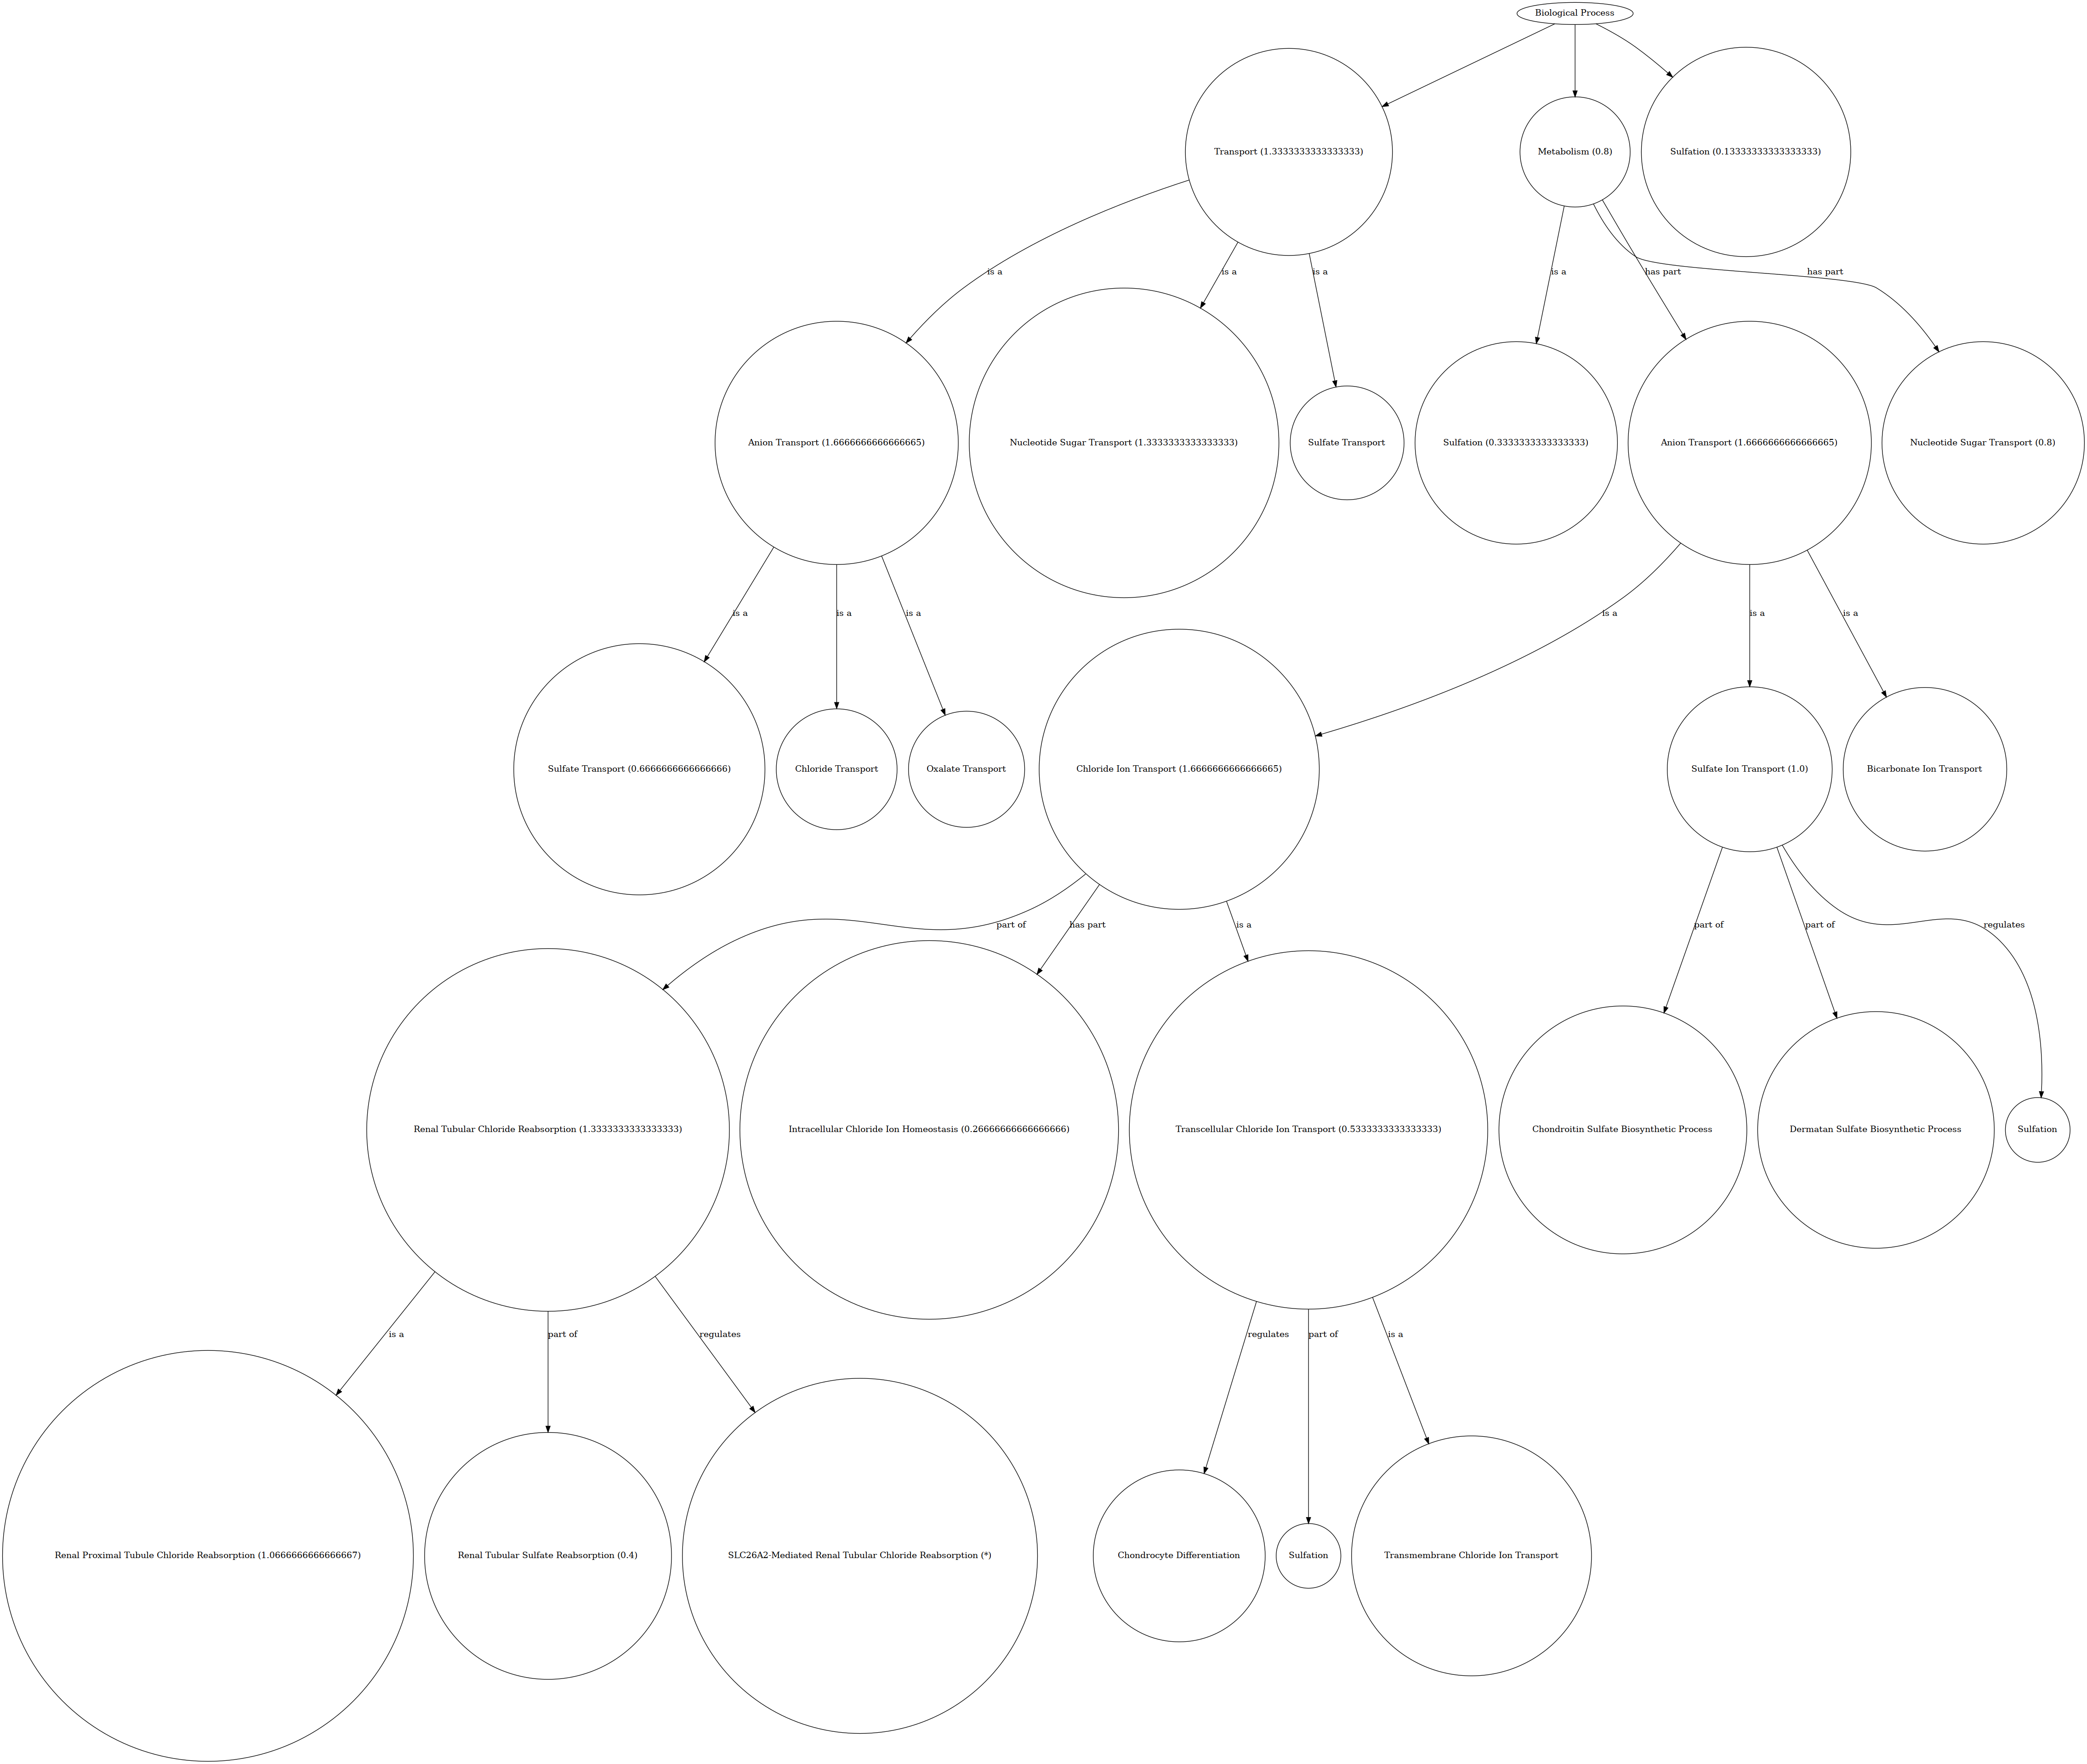 Biological Process
Transport (1.3333333333333333)
Metabolism (0.8)
Sulfation (0.13333333333333333)
is a
is a
is a
is a
has part
has part
Anion Transport (1.6666666666666665)
Nucleotide Sugar Transport (1.3333333333333333)
Sulfate Transport
Sulfation (0.3333333333333333)
Anion Transport (1.6666666666666665)
Nucleotide Sugar Transport (0.8)
is a
is a
is a
is a
is a
is a
Sulfate Transport (0.6666666666666666)
Chloride Transport
Oxalate Transport
Chloride Ion Transport (1.6666666666666665)
Sulfate Ion Transport (1.0)
Bicarbonate Ion Transport
part of
has part
is a
part of
part of
regulates
Renal Tubular Chloride Reabsorption (1.3333333333333333)
Intracellular Chloride Ion Homeostasis (0.26666666666666666)
Transcellular Chloride Ion Transport (0.5333333333333333)
Chondroitin Sulfate Biosynthetic Process
Dermatan Sulfate Biosynthetic Process
Sulfation
is a
part of
regulates
regulates
part of
is a
Renal Proximal Tubule Chloride Reabsorption (1.0666666666666667)
Renal Tubular Sulfate Reabsorption (0.4)
SLC26A2-Mediated Renal Tubular Chloride Reabsorption (*)
Chondrocyte Differentiation
Sulfation
Transmembrane Chloride Ion Transport